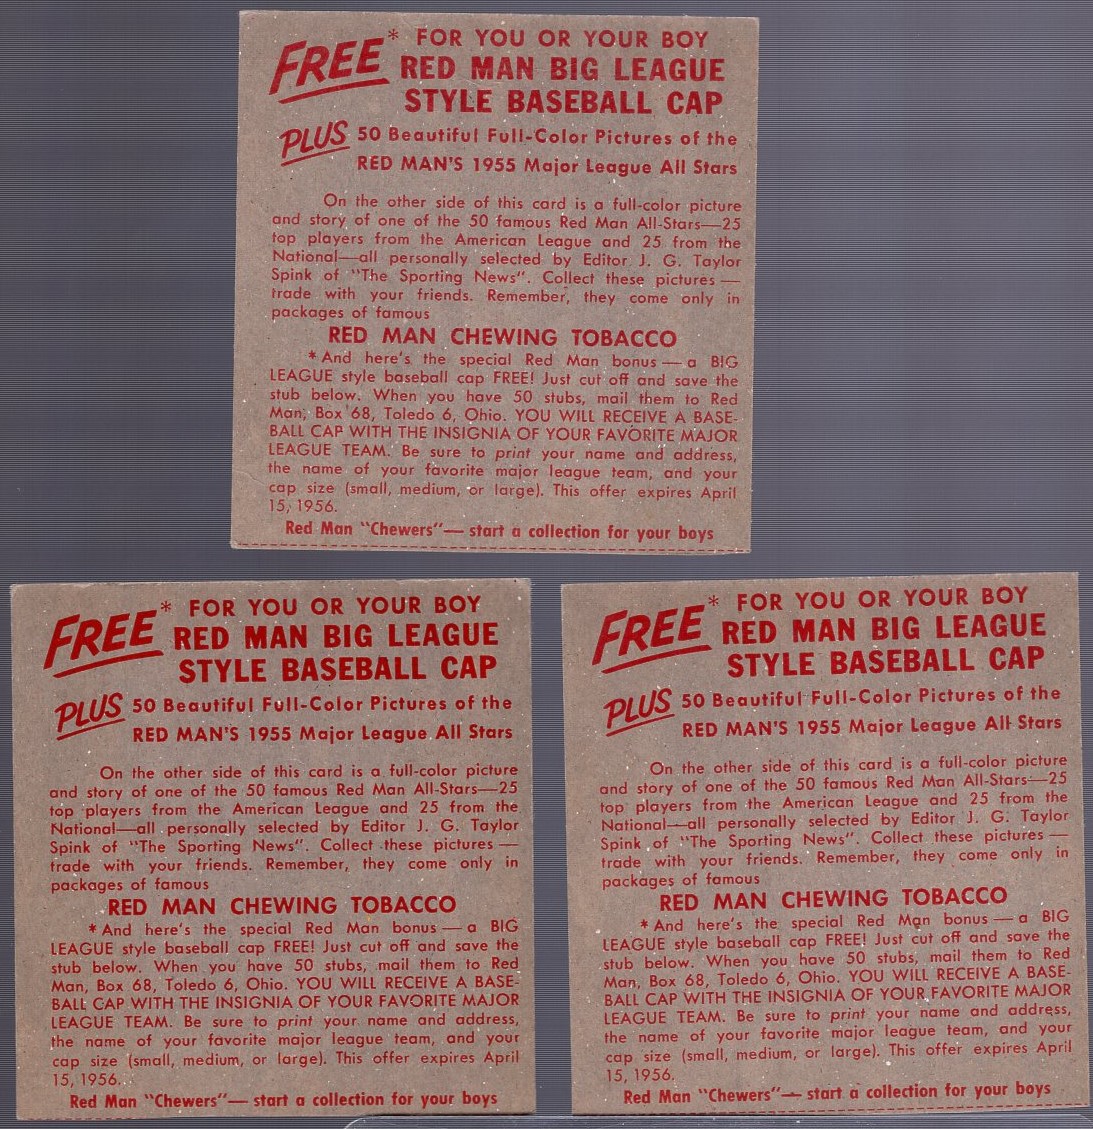 FREE* FOR YOU OR YOUR BOY
RED MAN BIG LEAGUE
STYLE BASEBALL CAP
PLUS 50 Beautiful Full-Color Pictures of the
RED MAN'S 1955 Major League All Stars
On the other side of this card is a full-color picture
and story of one of the 50 famous Red Man All-Stars—25
top players from the American League and 25 from the
National—all personally selected by Editor J. G. Taylor
Spink of "The Sporting News". Collect these pictures —
trade with your friends. Remember, they come only in
packages of famous
RED MAN CHEWING TOBACCO
*And here's the special Red Man bonus — a BIG
LEAGUE style baseball cap FREE! Just cut off and save the
stub below. When you have 50 stubs, mail them to Red
Man, Box 68, Toledo 6, Ohio. YOU WILL RECEIVE A BASE-
BALL CAP WITH THE INSIGNIA OF YOUR FAVORITE MAJOR
LEAGUE TEAM. Be sure to print your name and address,
the name of your favorite major league team, and your
cap size (small, medium, or large). This offer expires April
15, 1956.
Red Man "Chewers"— start a collection for your boys
FREE* FOR YOU OR YOUR BOY
RED MAN BIG LEAGUE
STYLE BASEBALL CAP
PLUS 50 Beautiful Full-Color Pictures of the
RED MAN'S 1955 Major League All Stars
On the other side of this card is a full-color picture
and story of one of the 50 famous Red Man All-Stars—25
top players from the American League and 25 from the
National—all personally selected by Editor J. G. Taylor
Spink of "The Sporting News". Collect these pictures —
trade with your friends. Remember, they come only in
packages of famous
RED MAN CHEWING TOBACCO
*And here's the special Red Man bonus — a BIG
LEAGUE style baseball cap FREE! Just cut off and save the
stub below. When you have 50 stubs, mail them to Red
Man, Box 68, Toledo 6, Ohio. YOU WILL RECEIVE A BASE-
BALL CAP WITH THE INSIGNIA OF YOUR FAVORITE MAJOR
LEAGUE TEAM. Be sure to print your name and address,
the name of your favorite major league team, and your
cap size (small, medium, or large). This offer expires April
15, 1956.
Red Man "Chewers"— start a collection for your boys
FREE* FOR YOU OR YOUR BOY
RED MAN BIG LEAGUE
STYLE BASEBALL CAP
PLUS 50 Beautiful Full-Color Pictures of the
RED MAN'S 1955 Major League All Stars
On the other side of this card is a full-color picture
and story of one of the 50 famous Red Man All-Stars—25
top players from the American League and 25 from the
National—all personally selected by Editor J. G. Taylor
Spink of "The Sporting News". Collect these pictures —
trade with your friends. Remember, they come only in
packages of famous
RED MAN CHEWING TOBACCO
*And here's the special Red Man bonus — a BIG
LEAGUE style baseball cap FREE! Just cut off and save the
stub below. When you have 50 stubs, mail them to Red
Man, Box 68, Toledo 6, Ohio. YOU WILL RECEIVE A BASE-
BALL CAP WITH THE INSIGNIA OF YOUR FAVORITE MAJOR
LEAGUE TEAM. Be sure to print your name and address,
the name of your favorite major league team, and your
cap size (small, medium, or large). This offer expires April
15, 1956.
Red Man "Chewers"— start a collection for your boys